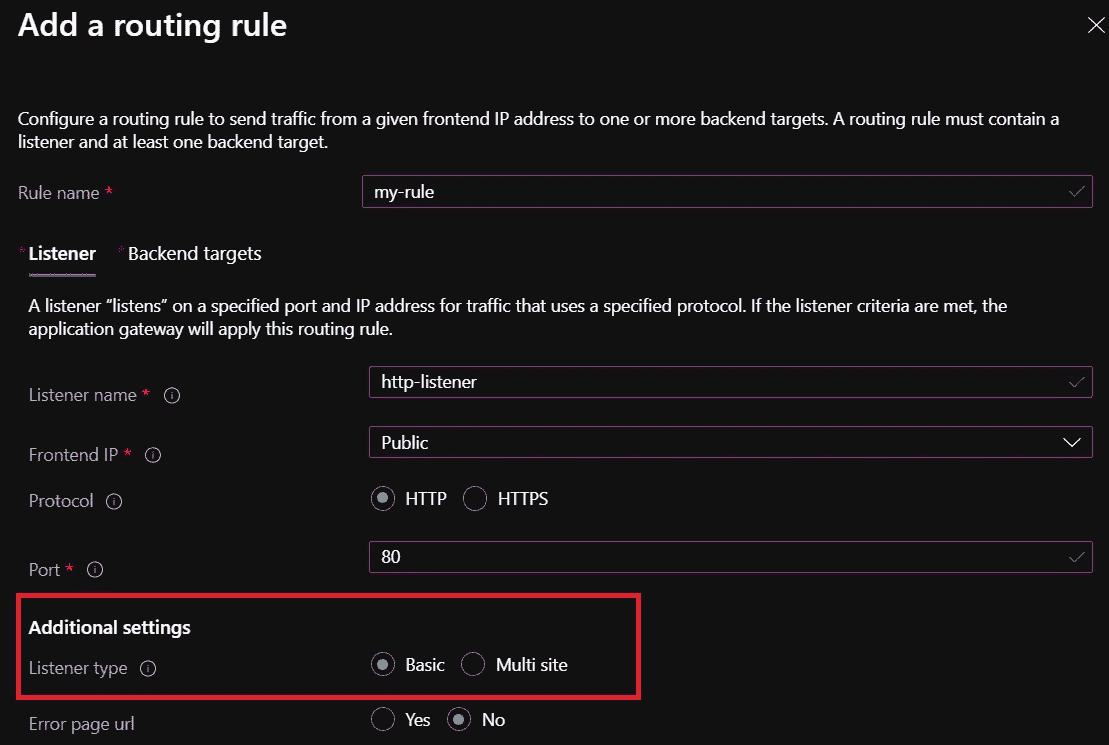 Add a routing rule
Configure a routing rule to send traffic from a given frontend IP address to one or more backend targets. A routing rule must contain a
listener and at least one backend target.
Rule name *
my-rule
* Listener * Backend targets
A listener “listens” on a specified port and IP address for traffic that uses a specified protocol. If the listener criteria are met, the
application gateway will apply this routing rule.
Listener name *
http-listener
Frontend IP *
Public
Protocol
HTTP HTTPS
Port *
80
Additional settings
Listener type
Basic Multi site
Error page url
Yes No